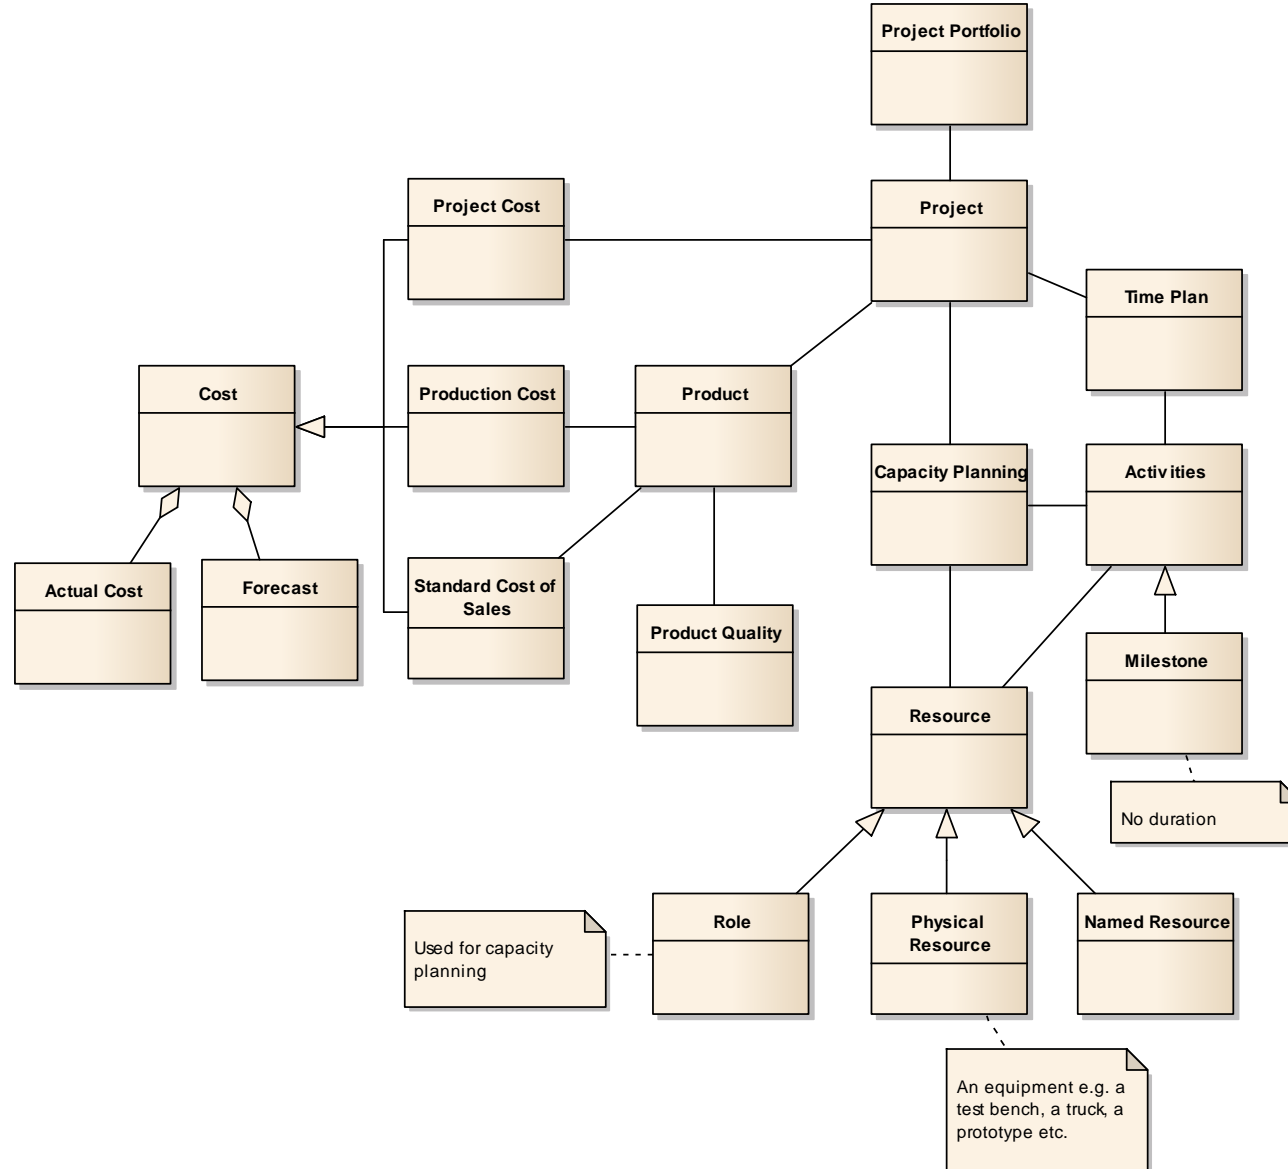 Project Portfolio
Project Cost
Project
Time Plan
Cost
Production Cost
Product
Capacity Planning
Activities
Actual Cost
Forecast
Standard Cost of
Sales
Product Quality
Milestone
Resource
No duration
Role
Physical
Resource
Named Resource
Used for capacity
planning
An equipment e.g. a
test bench, a truck, a
prototype etc.